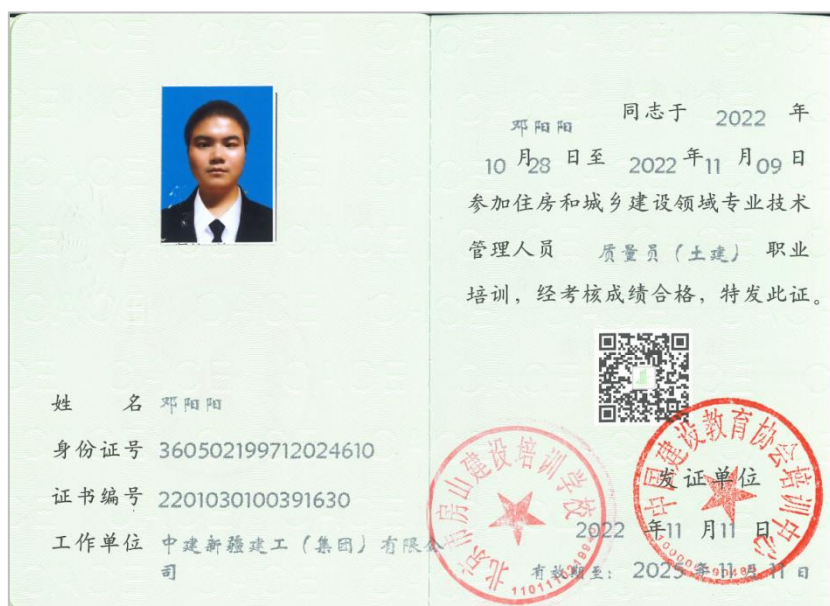 姓 名 邓阳阳
身份证号 360502199712024610
证书编号 2201030100391630
工作单位 中建新疆建工（集团）有限公
司
邓阳阳 同志于 2022 年
10 月 28 日至 2022 年 11 月 09 日
参加住房和城乡建设领域专业技术
管理人员 质量员（土建） 职业
培训，经考核成绩合格，特发此证。
北京市房山建设培训学校
中国建设教育协会培训中心
发证单位
2022 年 11 月 11 日
有效期至： 2025 年 11 月 11 日